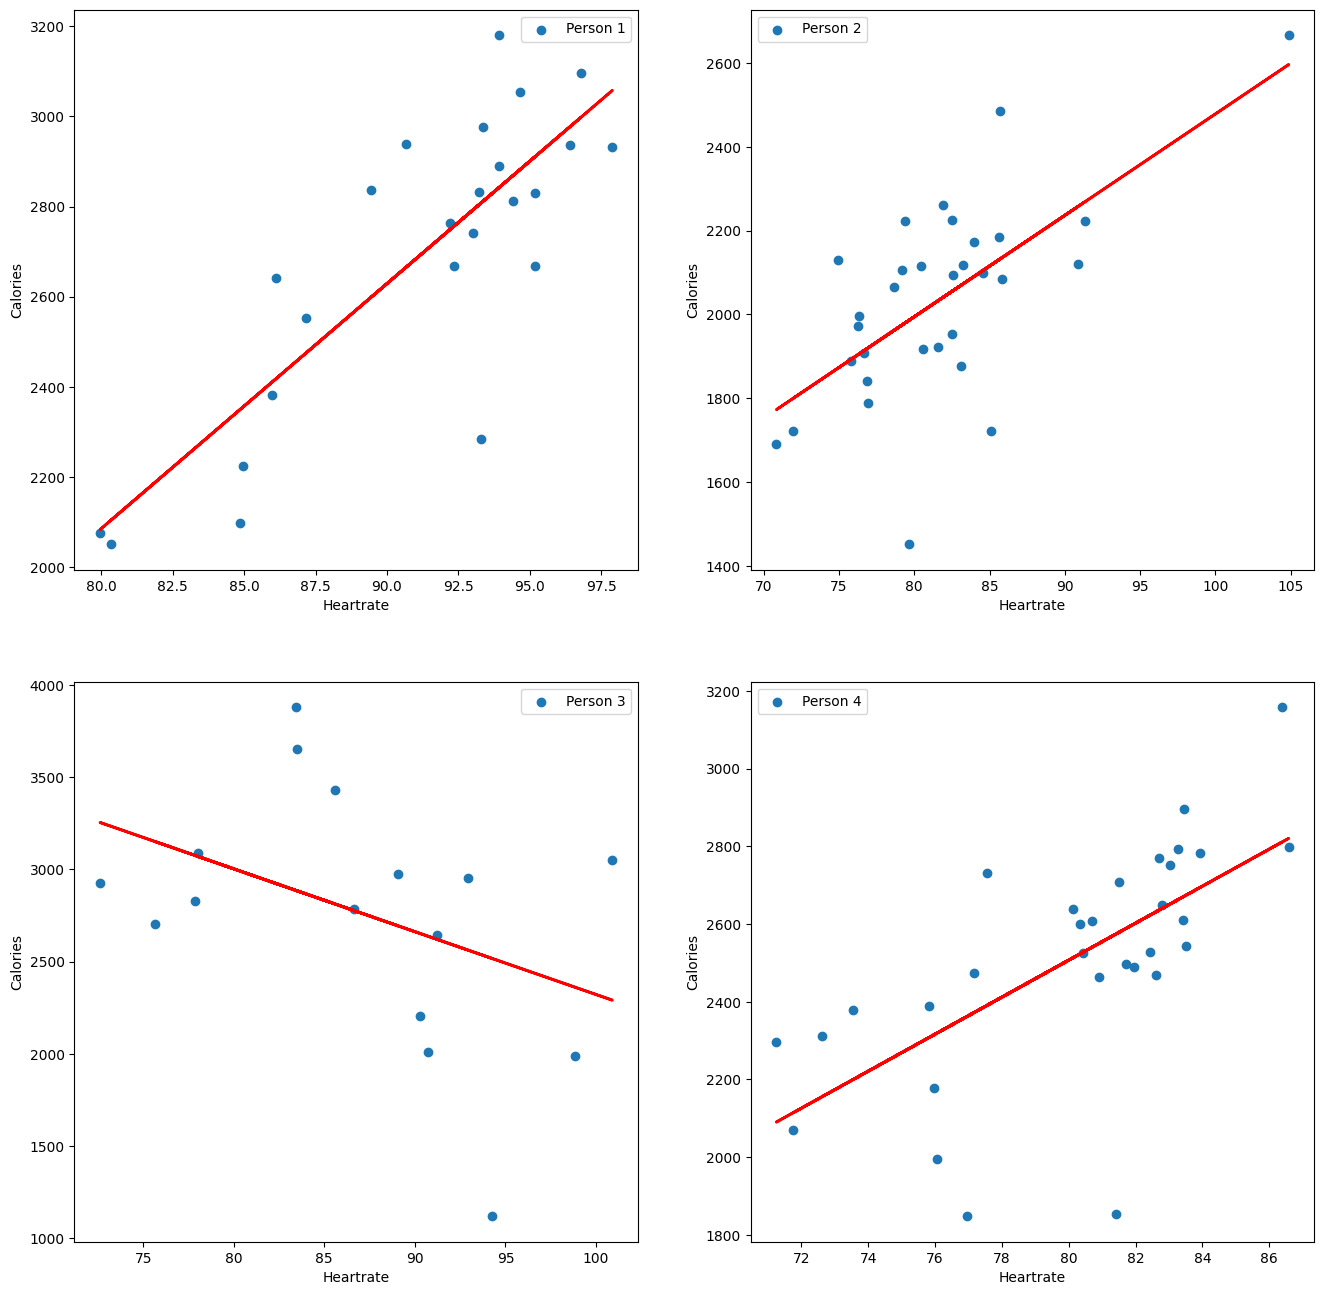 Person 1
3200
3000
2800
2600
2400
2200
2000
Calories
80.0 82.5 85.0 87.5 90.0 92.5 95.0 97.5
Heartrate
Person 2
2600
2400
2200
2000
1800
1600
1400
Calories
70 75 80 85 90 95 100 105
Heartrate
Person 3
4000
3500
3000
2500
2000
1500
1000
Calories
75 80 85 90 95 100
Heartrate
Person 4
3200
3000
2800
2600
2400
2200
2000
1800
Calories
72 74 76 78 80 82 84 86
Heartrate